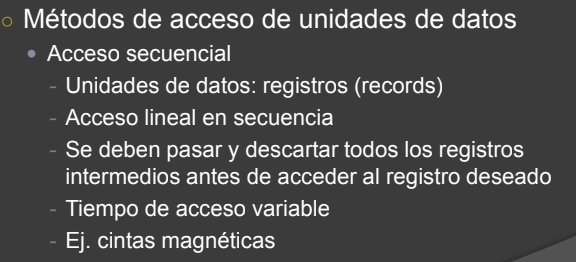 ○ Métodos de acceso de unidades de datos
• Acceso secuencial
- Unidades de datos: registros (records)
- Acceso lineal en secuencia
- Se deben pasar y descartar todos los registros
intermedios antes de acceder al registro deseado
- Tiempo de acceso variable
- Ej. cintas magnéticas